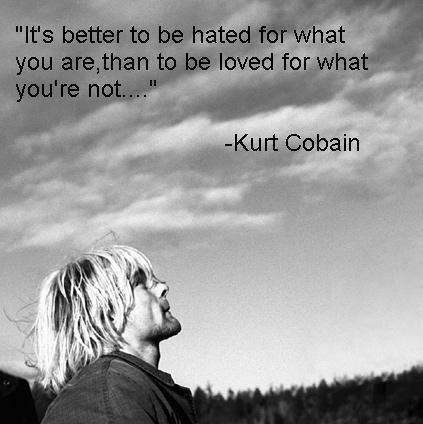 "It's better to be hated for what
you are,than to be loved for what
you're not...."
-Kurt Cobain